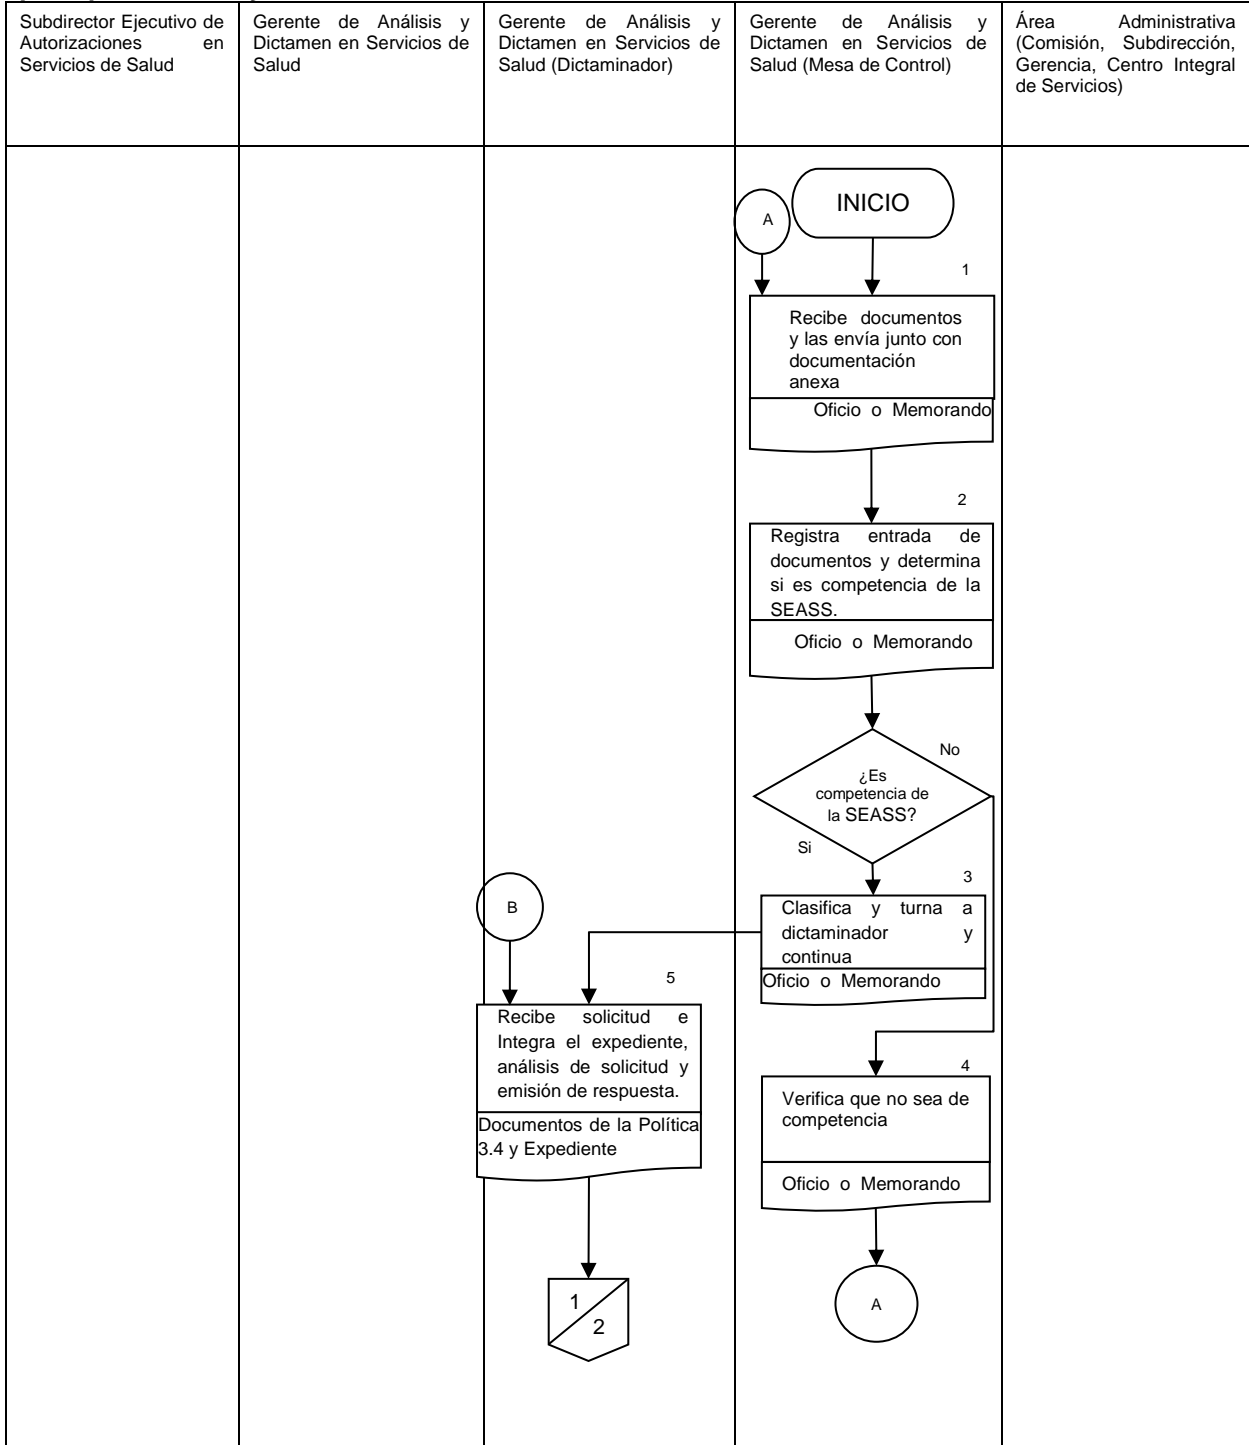 Subdirector Ejecutivo de
Autorizaciones en
Servicios de Salud
Gerente de Análisis y
Dictamen en Servicios de
Salud
Gerente de Análisis y
Dictamen en Servicios de
Salud (Dictaminador)
Gerente de Análisis y
Dictamen en Servicios de
Salud (Mesa de Control)
Área Administrativa
(Comisión, Subdirección,
Gerencia, Centro Integral
de Servicios)
INICIO
A
1
Recibe documentos
y las envía junto con
documentación
anexa
Oficio o Memorando
2
Registra entrada de
documentos y determina
si es competencia de la
SEASS.
Oficio o Memorando
No
¿Es
competencia de
la SEASS?
Si
3
Clasifica y turna a
dictaminador y
continua
Oficio o Memorando
B
5
Recibe solicitud e
Integra el expediente,
análisis de solicitud y
emisión de respuesta.
Documentos de la Política
3.4 y Expediente
4
Verifica que no sea de
competencia
Oficio o Memorando
1
2
A